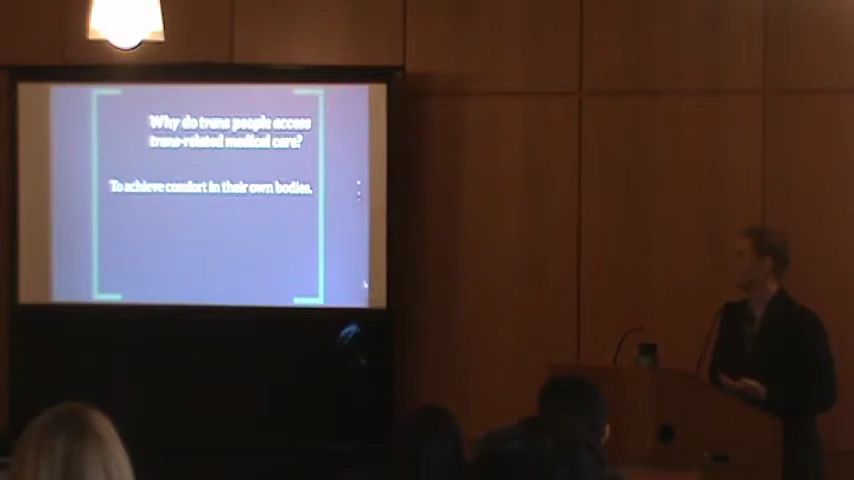 Why do trans people access
trans-related medical care?
To achieve comfort in their own bodies.